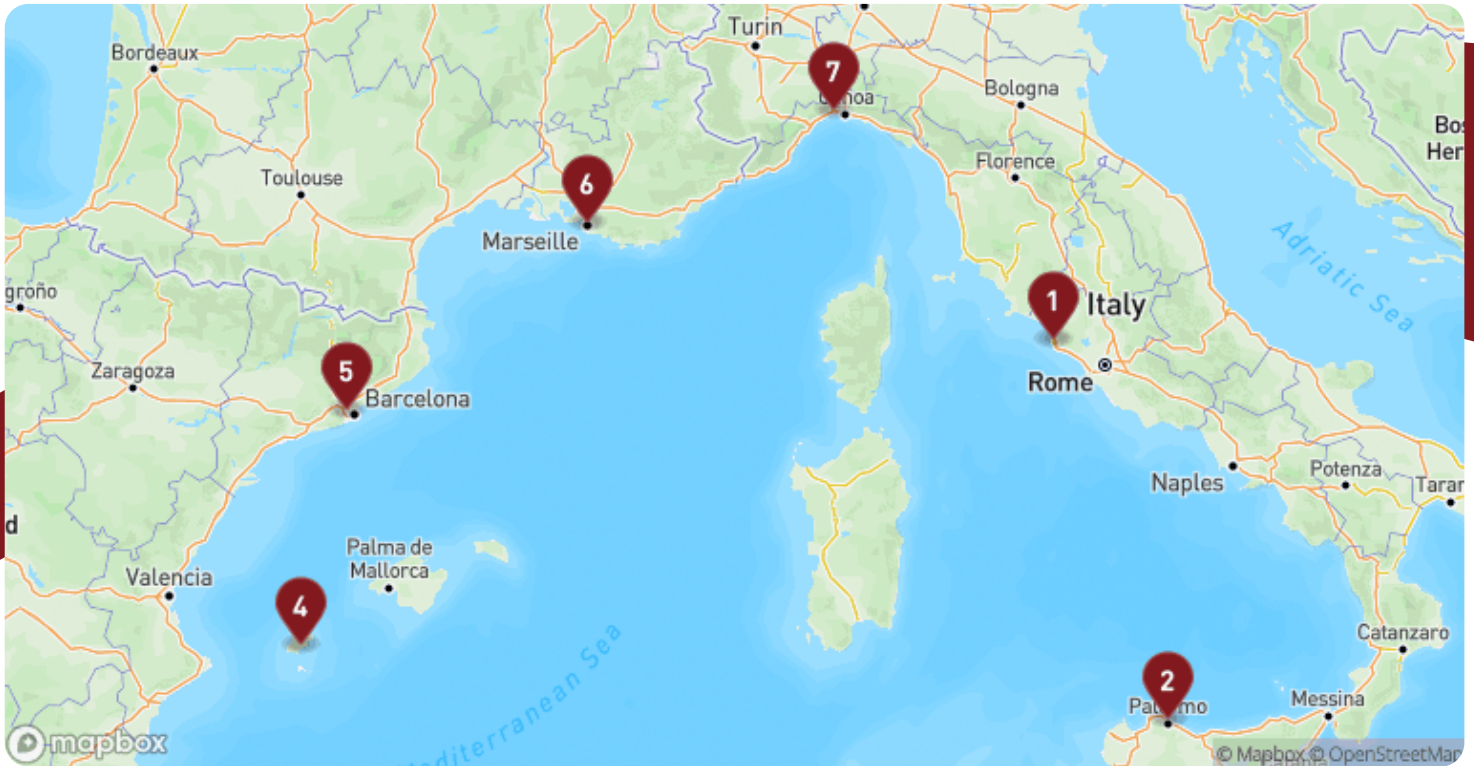 Turin
Bordeaux
7
Genoa
Bologna
Bos
Her
Florence
Toulouse
6
Marseille
Adriatic Sea
groño
1
Italy
Zaragoza
5
Barcelona
Rome
Naples
Potenza
Taran
d
Palma de
Mallorca
Valencia
4
Mediterranean Sea
Catanzaro
2
Palermo
Messina
mapbox
© Mapbox © OpenStreetMap